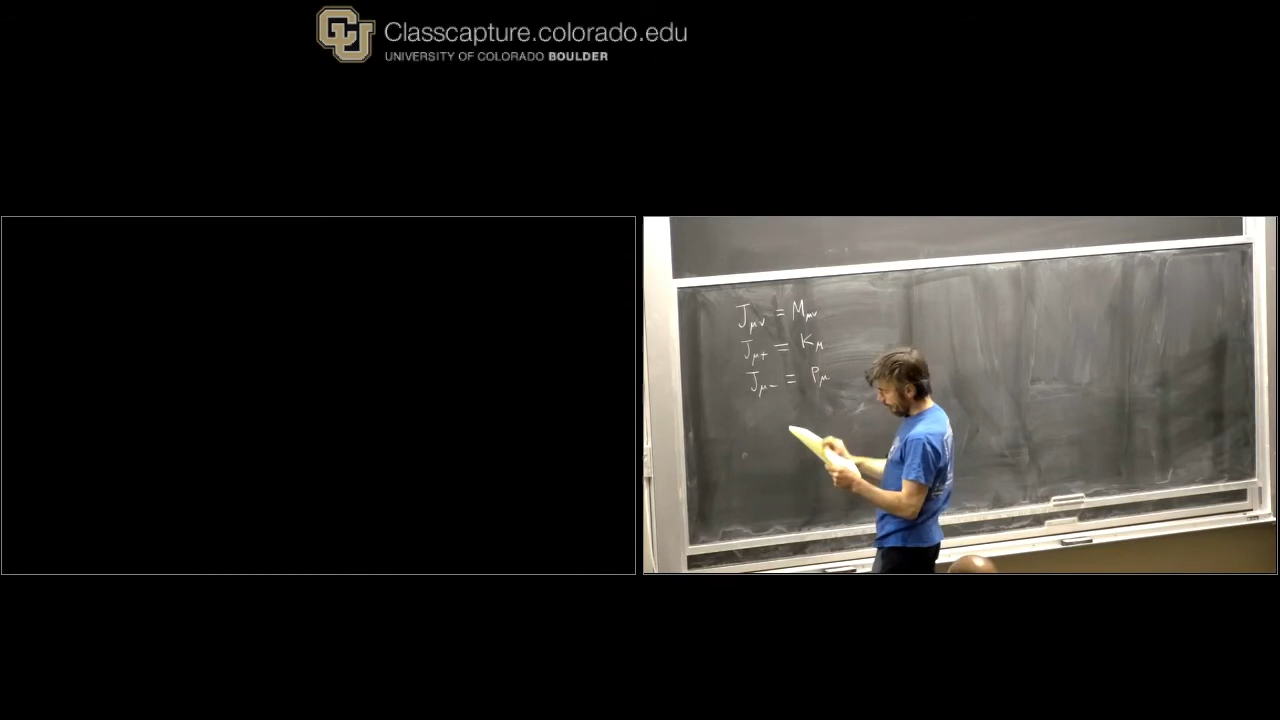 Classcapture.colorado.edu
UNIVERSITY OF COLORADO BOULDER
J_μν = M_μν
J_μ+ = K_μ
J_μ- = P_μ